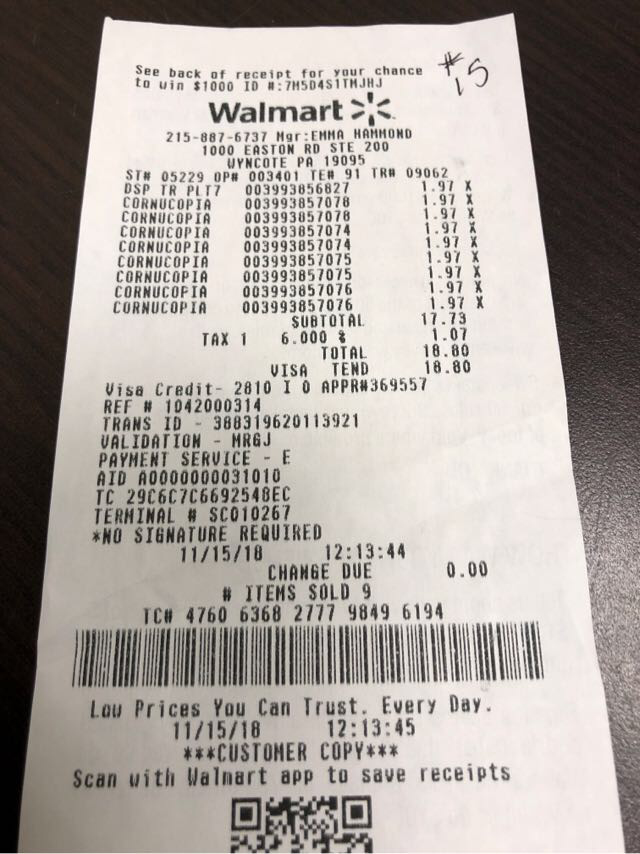 #15
See back of receipt for your chance
to win $1000 ID #:7M5D4S1TMJHJ
Walmart
215-887-6737 Mgr:EMMA HAMMOND
1000 EASTON RD STE 200
WYNCOTE PA 19095
ST# 05229 OP# 003401 TE# 91 TR# 09062
DSP TR PLT7 003993856827 1.97 X
CORNUCOPIA 003993857078 1.97 X
CORNUCOPIA 003993857078 1.97 X
CORNUCOPIA 003993857074 1.97 X
CORNUCOPIA 003993857074 1.97 X
CORNUCOPIA 003993857075 1.97 X
CORNUCOPIA 003993857075 1.97 X
CORNUCOPIA 003993857076 1.97 X
CORNUCOPIA 003993857076 1.97 X
SUBTOTAL 17.73
TAX 1 6.000 % 1.07
TOTAL 18.80
VISA TEND 18.80
Visa Credit- 2810 I 0 APPR#369557
REF # 1042000314
TRANS ID - 388319620113921
VALIDATION - MRGJ
PAYMENT SERVICE - E
AID A0000000031010
TC 29C6C7C6692548EC
TERMINAL # SC010267
*NO SIGNATURE REQUIRED
11/15/18 12:13:44
CHANGE DUE 0.00
# ITEMS SOLD 9
TC# 4760 6368 2777 9849 6194
Low Prices You Can Trust. Every Day.
11/15/18 12:13:45
***CUSTOMER COPY***
Scan with Walmart app to save receipts